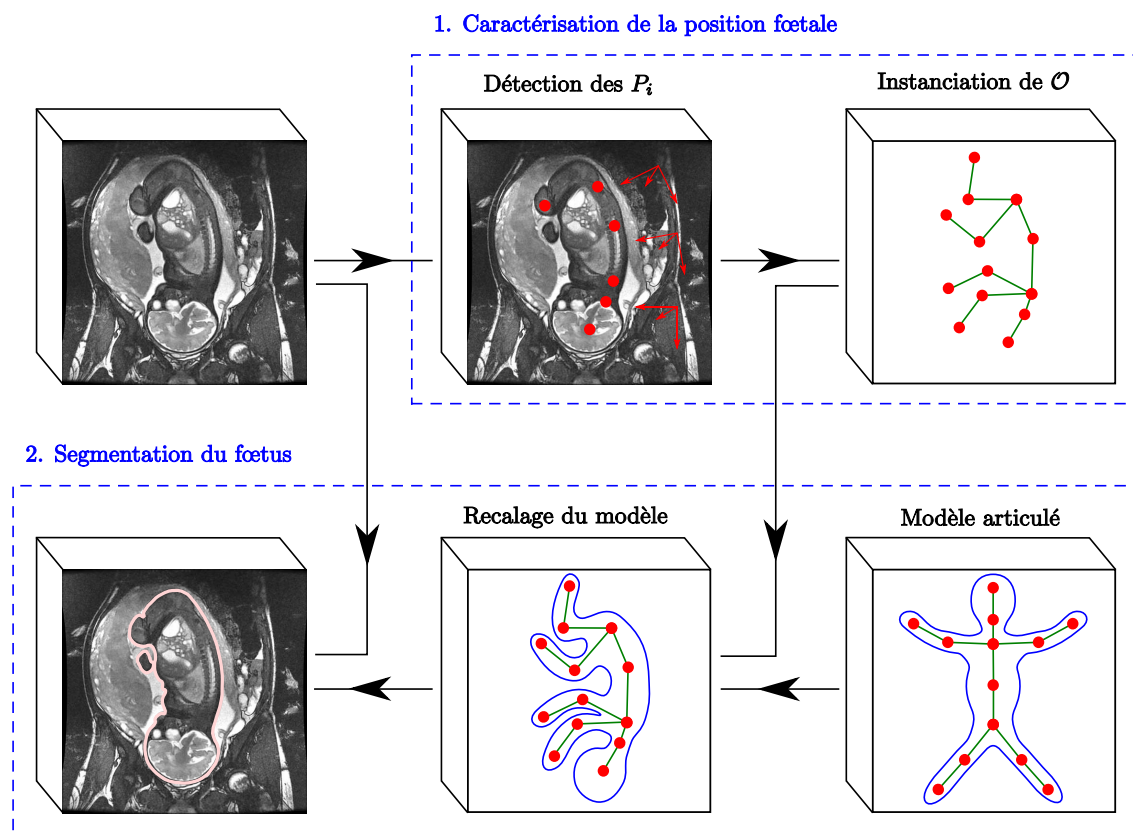 1. Caractérisation de la position fœtale
Détection des P_i
Instanciation de 𝒪
2. Segmentation du fœtus
Recalage du modèle
Modèle articulé